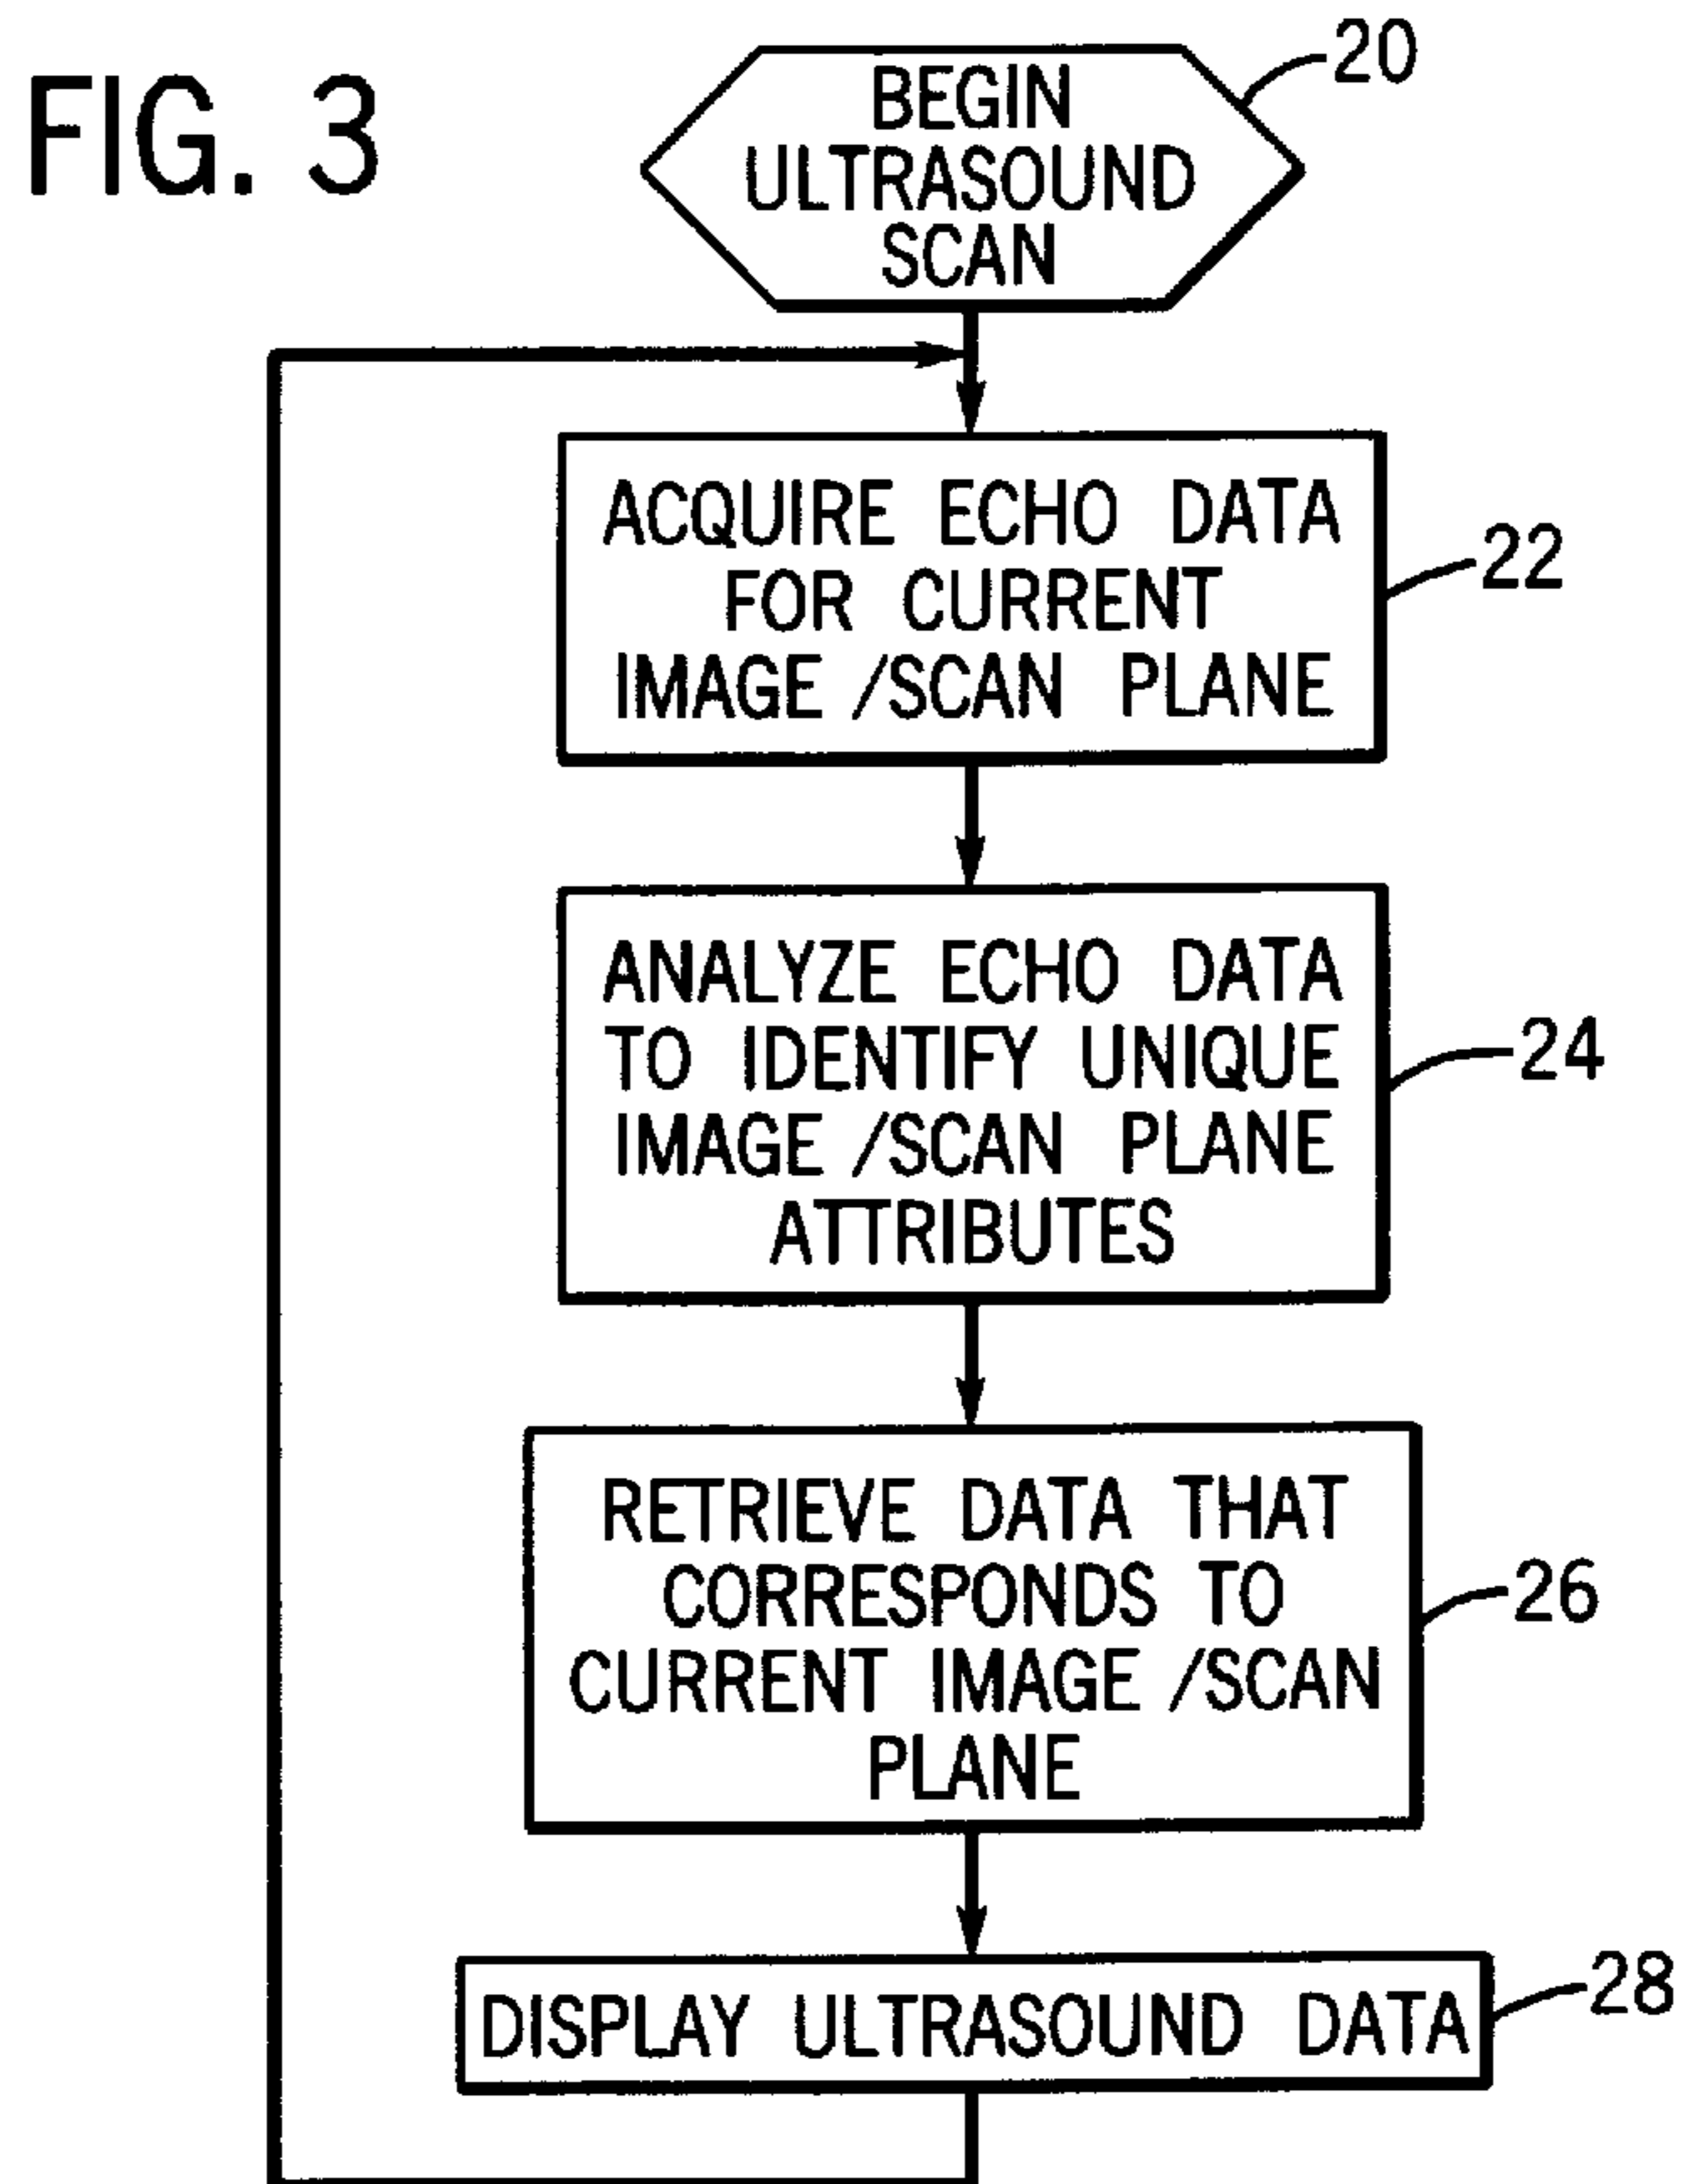 FIG. 3
BEGIN
ULTRASOUND
SCAN
20
ACQUIRE ECHO DATA
FOR CURRENT
IMAGE /SCAN PLANE
22
ANALYZE ECHO DATA
TO IDENTIFY UNIQUE
IMAGE /SCAN PLANE
ATTRIBUTES
24
RETRIEVE DATA THAT
CORRESPONDS TO
CURRENT IMAGE /SCAN
PLANE
26
DISPLAY ULTRASOUND DATA
28